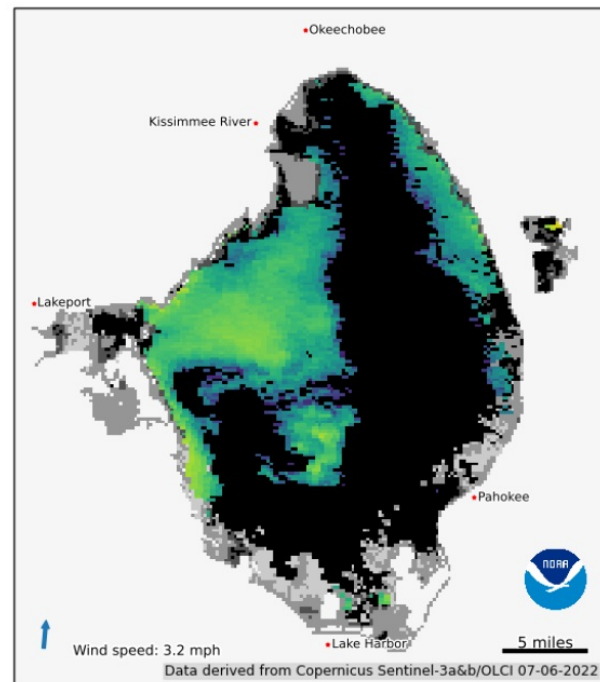 Okeechobee
Kissimmee River
Lakeport
Pahokee
NOAA
Lake Harbor
5 miles
Wind speed: 3.2 mph
Data derived from Copernicus Sentinel-3a&b/OLCI 07-06-2022